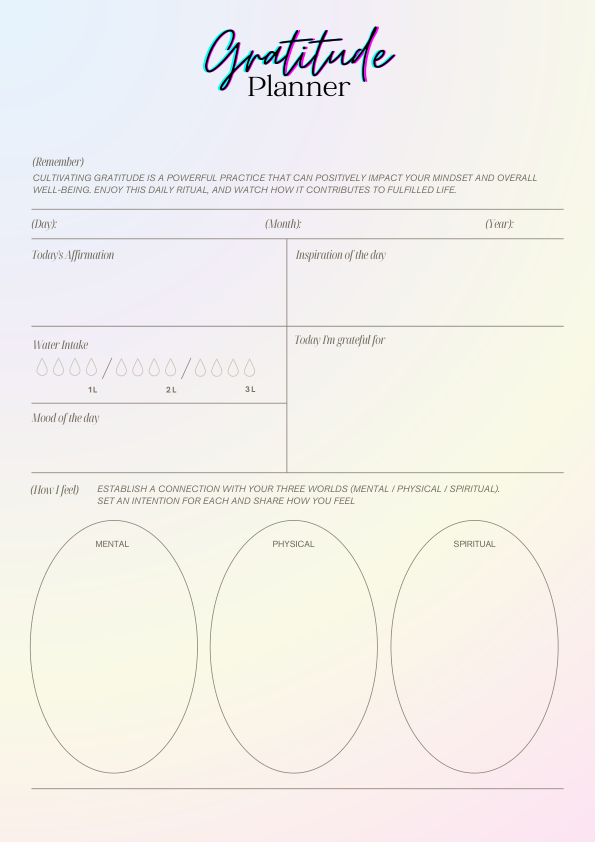 Gratitude
Planner
(Remember)
CULTIVATING GRATITUDE IS A POWERFUL PRACTICE THAT CAN POSITIVELY IMPACT YOUR MINDSET AND OVERALL
WELL-BEING. ENJOY THIS DAILY RITUAL, AND WATCH HOW IT CONTRIBUTES TO FULFILLED LIFE.
(Day): (Month): (Year):
Today's Affirmation
Inspiration of the day
Water Intake
1 L 2 L 3 L
Today I'm grateful for
Mood of the day
(How I feel)
ESTABLISH A CONNECTION WITH YOUR THREE WORLDS (MENTAL / PHYSICAL / SPIRITUAL).
SET AN INTENTION FOR EACH AND SHARE HOW YOU FEEL
MENTAL PHYSICAL SPIRITUAL